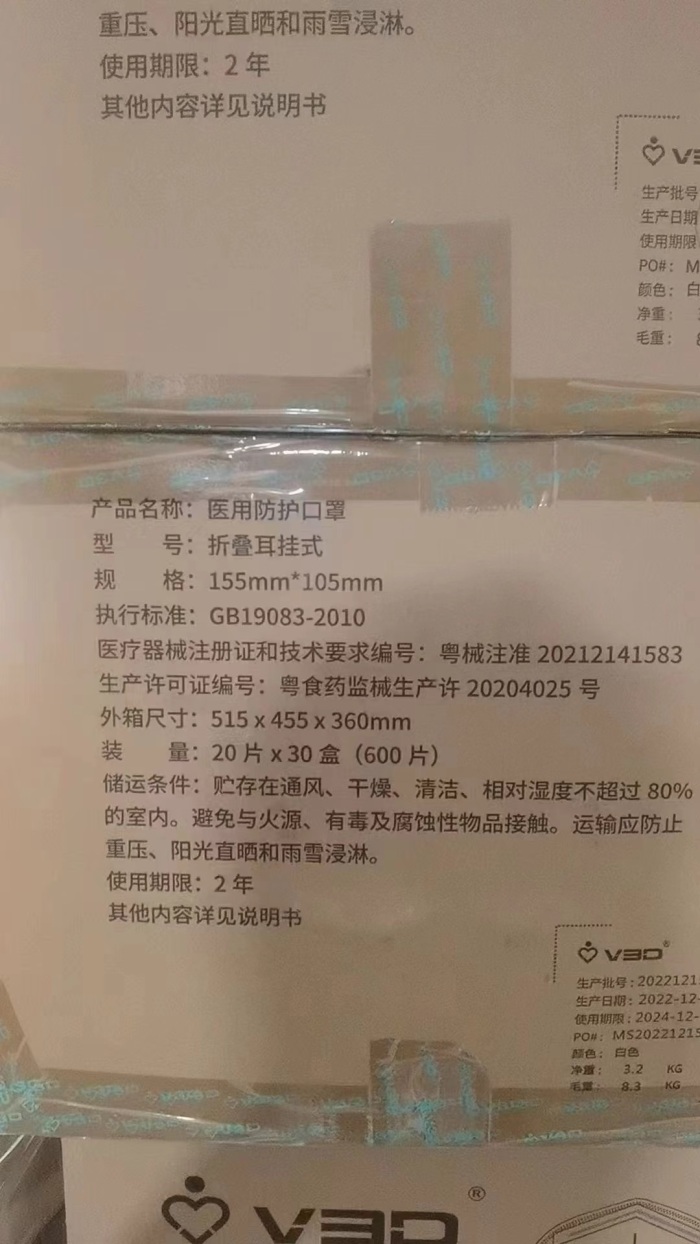 重压、阳光直晒和雨雪浸淋。
使用期限：2 年
其他内容详见说明书
生产批号
生产日期
使用期限
PO#: M
颜色：白
净重：
毛重：
产品名称：医用防护口罩
型 号：折叠耳挂式
规 格：155mm*105mm
执行标准：GB19083-2010
医疗器械注册证和技术要求编号：粤械注准 20212141583
生产许可证编号：粤食药监械生产许 20204025 号
外箱尺寸：515 x 455 x 360mm
装 量：20 片 x 30 盒（600 片）
储运条件：贮存在通风、干燥、清洁、相对湿度不超过 80%
的室内。避免与火源、有毒及腐蚀性物品接触。运输应防止
重压、阳光直晒和雨雪浸淋。
使用期限：2 年
其他内容详见说明书
V3D®
生产批号：2022121
生产日期：2022-12-
使用期限：2024-12-
PO#: MS20221215
颜色：白色
净重： 3.2 KG
毛重： 8.3 KG
V3D®